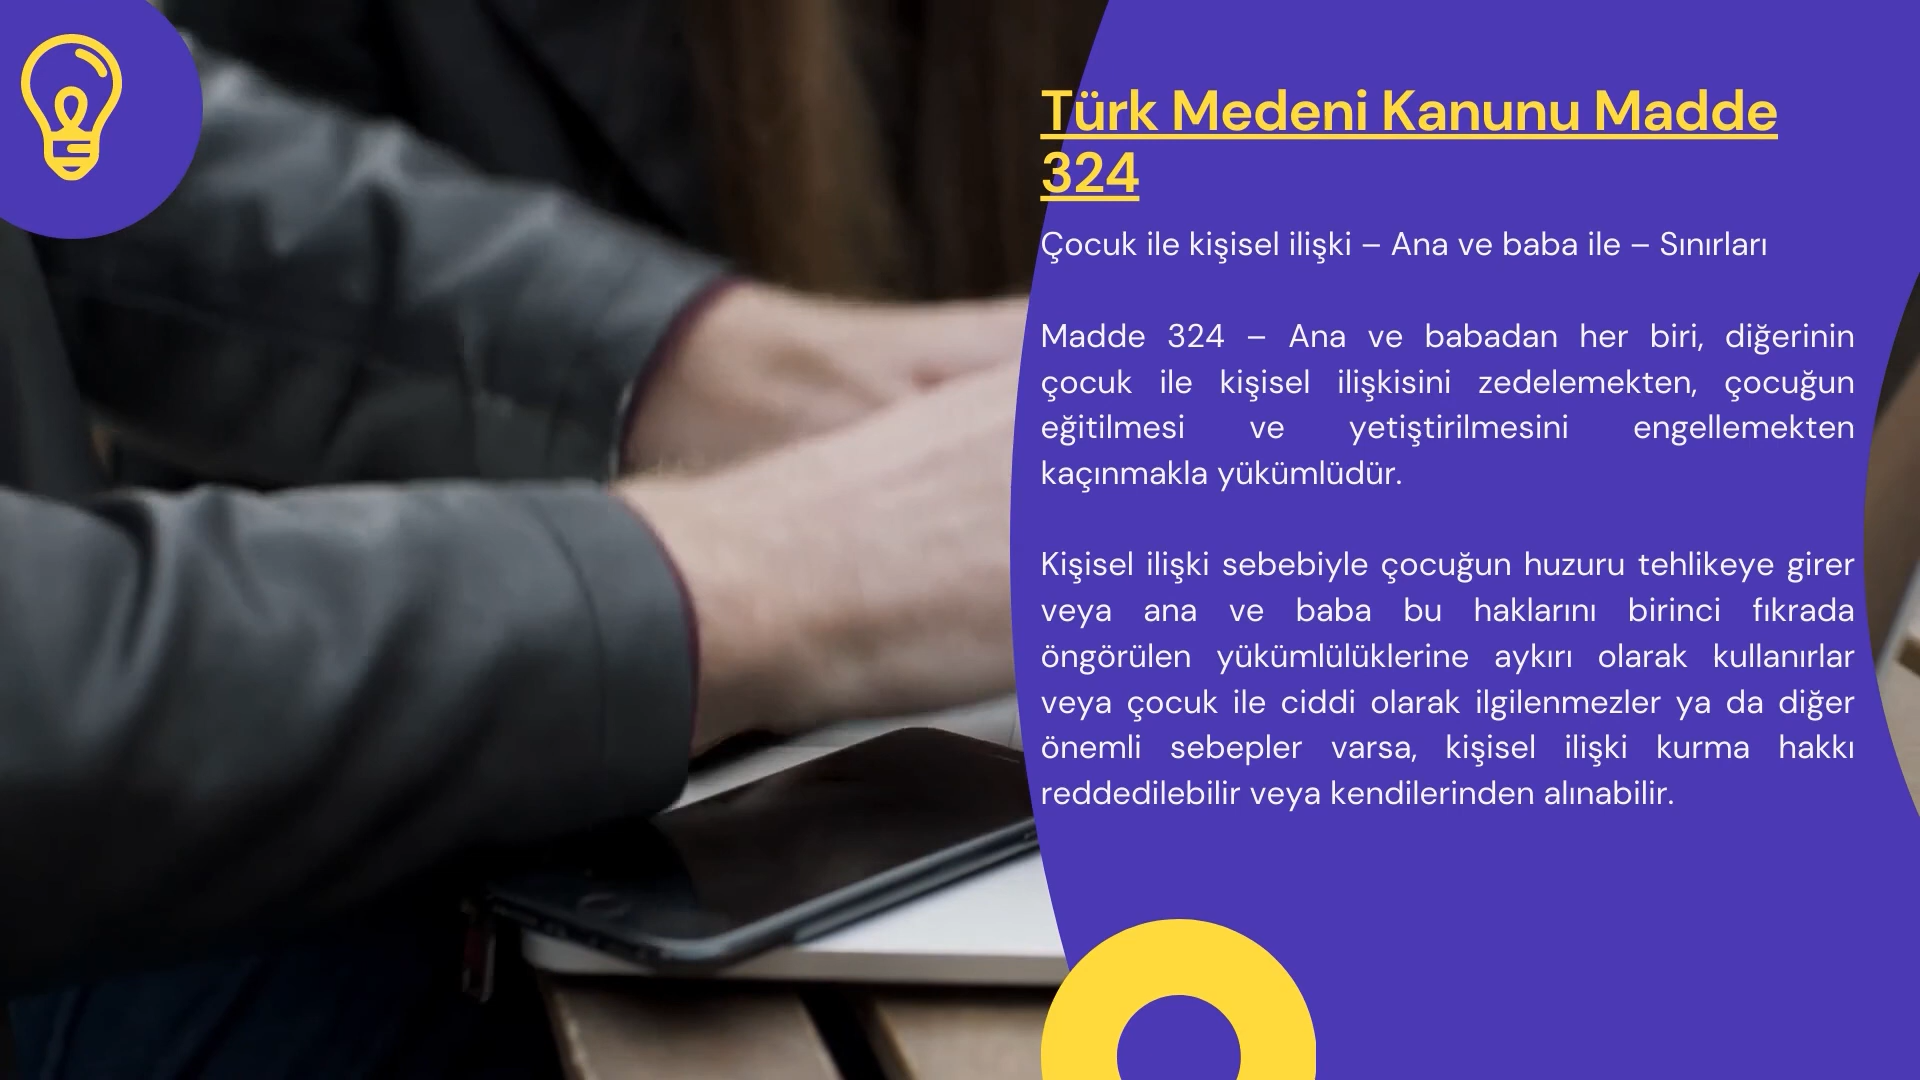 Türk Medeni Kanunu Madde
324
Çocuk ile kişisel ilişki – Ana ve baba ile – Sınırları
Madde 324 – Ana ve babadan her biri, diğerinin
çocuk ile kişisel ilişkisini zedelemekten, çocuğun
eğitilmesi ve yetiştirilmesini engellemekten
kaçınmakla yükümlüdür.
Kişisel ilişki sebebiyle çocuğun huzuru tehlikeye girer
veya ana ve baba bu haklarını birinci fıkrada
öngörülen yükümlülüklerine aykırı olarak kullanırlar
veya çocuk ile ciddi olarak ilgilenmezler ya da diğer
önemli sebepler varsa, kişisel ilişki kurma hakkı
reddedilebilir veya kendilerinden alınabilir.